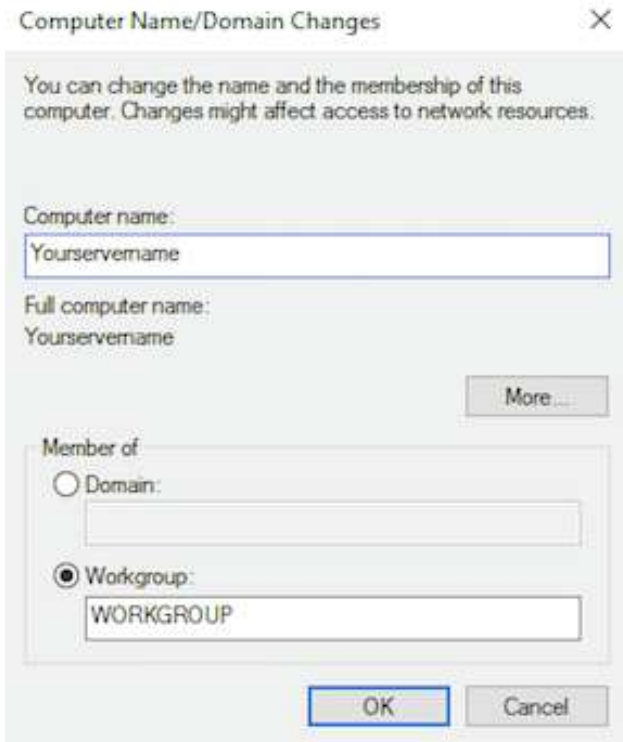 Computer Name/Domain Changes
You can change the name and the membership of this
computer. Changes might affect access to network resources.
Computer name:
Yourservername
Full computer name:
Yourservername
More...
Member of
Domain:
Workgroup:
WORKGROUP
OK
Cancel